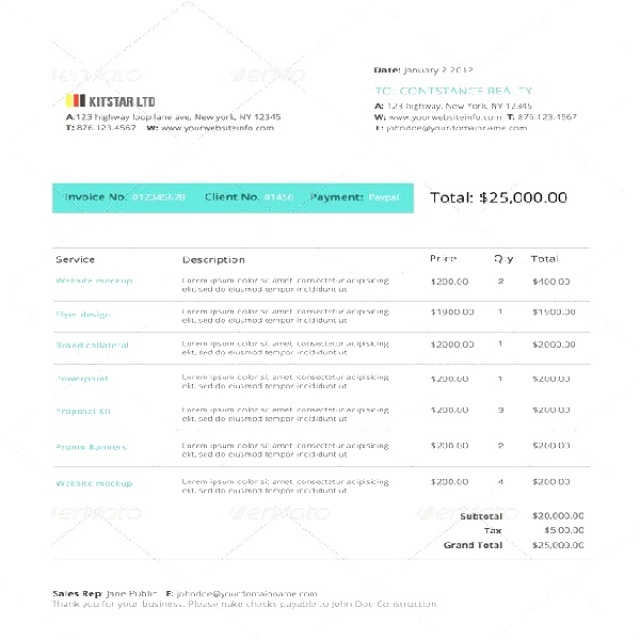 Date: January 2 2012
KITSTAR LTD
TO: CONTSTANCE REALTY
A:123 highway loop lane ave, New york, NY 12345
A: 123 highway, New York, NY 12345
T: 876.123.4567 W: www.yourwebsiteinfo.com
W: www.yourwebsiteinfo.com T: 876.123.4567
E: johndoe@yourdomainname.com
Invoice No. 012345678 Client No. 01456 Payment: Paypal Total: $25,000.00
Service Description Price Qty Total
Website mockup Lorem ipsum dolor sit amet, consectetur adipisicing $200.00 2 $400.00
elit, sed do eiusmod tempor incididunt ut
Flyer design Lorem ipsum dolor sit amet, consectetur adipisicing $1900.00 1 $1900.00
elit, sed do eiusmod tempor incididunt ut
Brand collateral Lorem ipsum dolor sit amet, consectetur adipisicing $2000.00 1 $2000.00
elit, sed do eiusmod tempor incididunt ut
Powerpoint Lorem ipsum dolor sit amet, consectetur adipisicing $200.00 1 $200.00
elit, sed do eiusmod tempor incididunt ut
Proposal Kit Lorem ipsum dolor sit amet, consectetur adipisicing $200.00 3 $200.00
elit, sed do eiusmod tempor incididunt ut
Promo Banners Lorem ipsum dolor sit amet, consectetur adipisicing $200.00 2 $200.00
elit, sed do eiusmod tempor incididunt ut
Website mockup Lorem ipsum dolor sit amet, consectetur adipisicing $200.00 4 $200.00
elit, sed do eiusmod tempor incididunt ut
Subtotal $20,000.00
Tax $5.00.00
Grand Total $25,000.00
Sales Rep: Jane Public E: johndoe@yourdomainname.com
Thank you for your business. Please make checks payable to John Doe Construction
envato
envato
envato
envato
envato